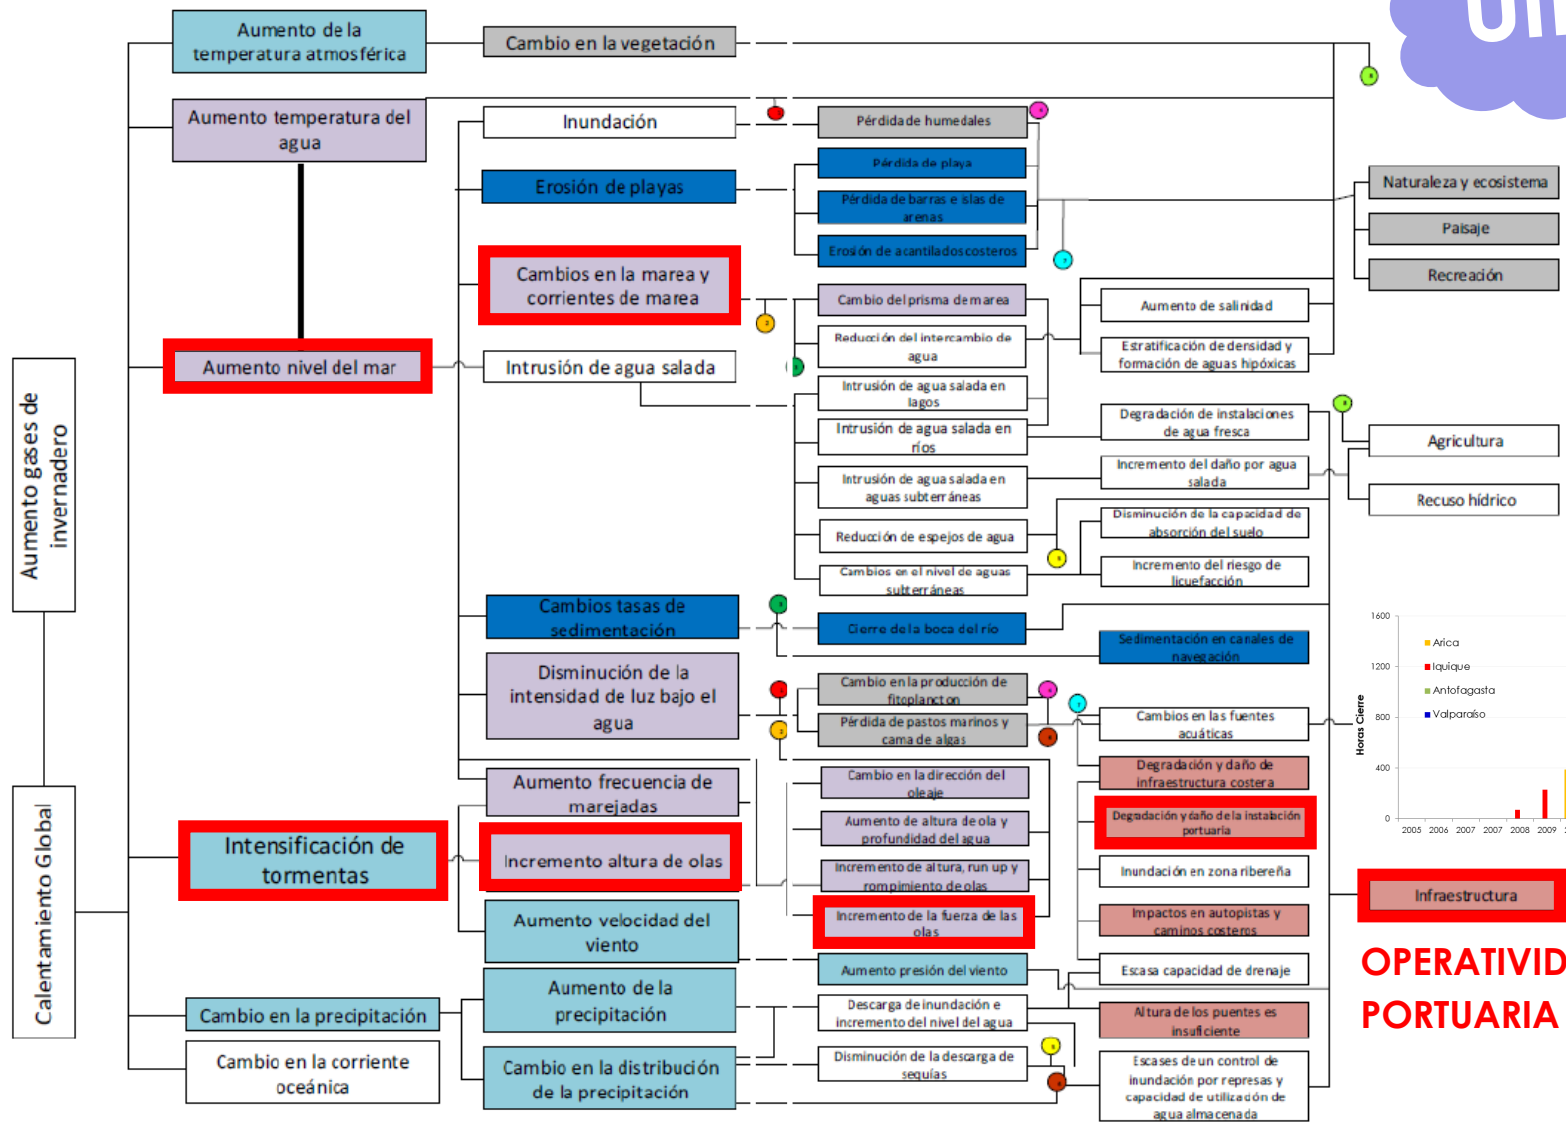 Aumento gases de
invernadero
Calentamiento Global
Aumento de la
temperatura atmosférica
Aumento temperatura del
agua
Aumento nivel del mar
Intensificación de
tormentas
Cambio en la precipitación
Cambio en la corriente
oceánica
Cambio en la vegetación
Inundación
Erosión de playas
Cambios en la marea y
corrientes de marea
Intrusión de agua salada
Cambios tasas de
sedimentación
Disminución de la
intensidad de luz bajo el
agua
Aumento frecuencia de
marejadas
Incremento altura de olas
Aumento velocidad del
viento
Aumento de la
precipitación
Cambio en la distribución
de la precipitación
Pérdida de humedales
Pérdida de playa
Pérdida de barras e islas de
arenas
Erosión de acantilados costeros
Cambio del prisma de marea
Reducción del intercambio de
agua
Intrusión de agua salada en
lagos
Intrusión de agua salada en
ríos
Intrusión de agua salada en
aguas subterráneas
Reducción de espejos de agua
Cambios en el nivel de aguas
subterráneas
Cierre de la boca del río
Cambio en la producción de
fitoplancton
Pérdida de pastos marinos y
cama de algas
Cambio en la dirección del
oleaje
Aumento de altura de ola y
profundidad del agua
Incremento de altura, run up y
rompimiento de olas
Incremento de la fuerza de las
olas
Aumento presión del viento
Descarga de inundación e
incremento del nivel del agua
Disminución de la descarga de
sequías
Aumento de salinidad
Estratificación de densidad y
formación de aguas hipóxicas
Degradación de instalaciones
de agua fresca
Incremento del daño por agua
salada
Disminución de la capacidad de
absorción del suelo
Incremento del riesgo de
licuefacción
Sedimentación en canales de
navegación
Cambios en las fuentes
acuáticas
Degradación y daño de
infraestructura costera
Degradación y daño de la instalación
portuaria
Inundación en zona ribereña
Impactos en autopistas y
caminos costeros
Escasa capacidad de drenaje
Altura de los puentes es
insuficiente
Escases de un control de
inundación por represas y
capacidad de utilización de
agua almacenada
Naturaleza y ecosistema
Paisaje
Recreación
Agricultura
Recuso hídrico
1600
1200
800
400
0
Horas Cierre
Arica
Iquique
Antofagasta
Valparaíso
2005 2006 2007 2007 2008 2009
Infraestructura
OPERATIVID
PORTUARIA